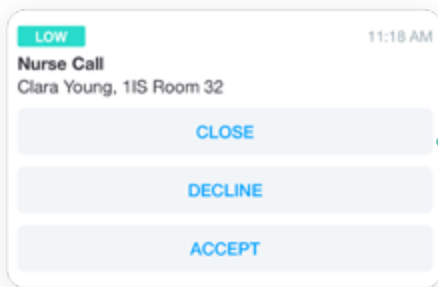 LOW
11:18 AM
Nurse Call
Clara Young, 1IS Room 32
CLOSE
DECLINE
ACCEPT